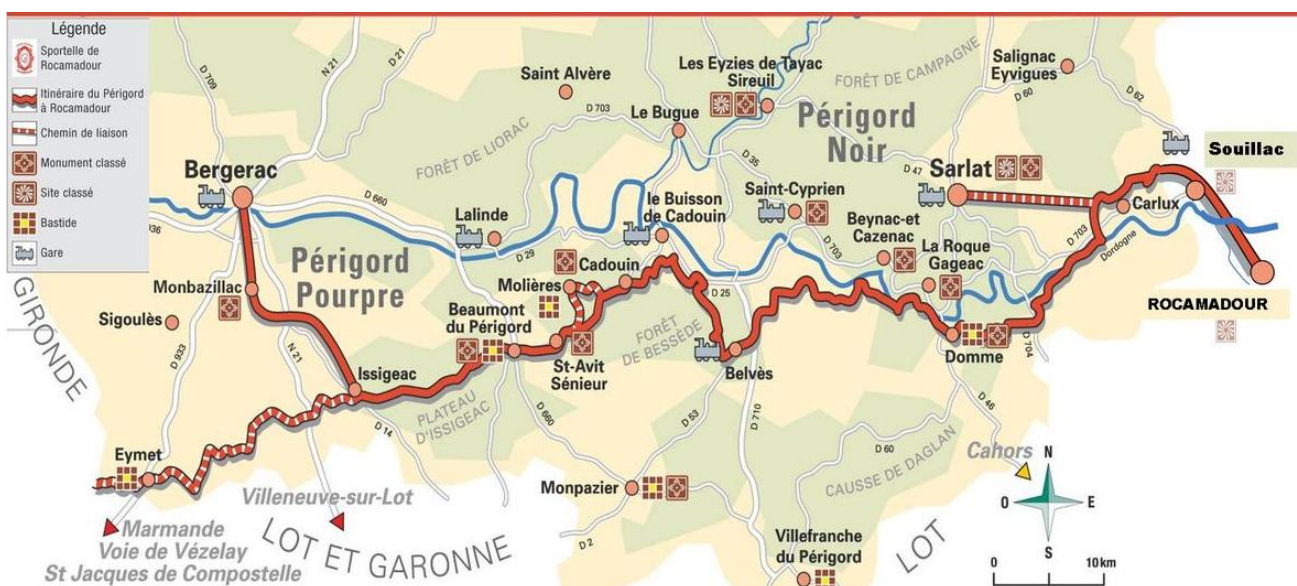 Légende
Sportelle de
Rocamadour
Itinéraire du Périgord
à Rocamadour
Chemin de liaison
Monument classé
Site classé
Bastide
Gare
D 709
N 21
D 21
Saint Alvère
Les Eyzies de Tayac
Sireuil
FORÊT DE CAMPAGNE
Salignac
Eyvigues
D 60
D 62
D 703
Le Bugue
Périgord
Noir
FORÊT DE LIORAC
D 35
D 47
Souillac
Bergerac
Sarlat
D 660
Lalinde
le Buisson
de Cadouin
Saint-Cyprien
Carlux
936
D 29
D 703
Beynac-et
Cazenac
D 703
Dordogne
La Roque
Gageac
Périgord
Pourpre
Cadouin
Monbazillac
Molières
D 25
ROCAMADOUR
GIRONDE
Sigoulès
Beaumont
du Périgord
FORÊT
DE BESSÈDE
D 933
N 21
St-Avit
Sénieur
Belvès
Domme
D 704
Issigeac
PLATEAU
D'ISSIGEAC
D 14
D 660
D 53
D 710
D 46
Eymet
D 60
Cahors
N
O
E
S
CAUSSE DE DAGLAN
Villeneuve-sur-Lot
Monpazier
Marmande
Voie de Vézelay
St Jacques de Compostelle
LOT ET GARONNE
D 2
Villefranche
du Périgord
LOT
0
10 km